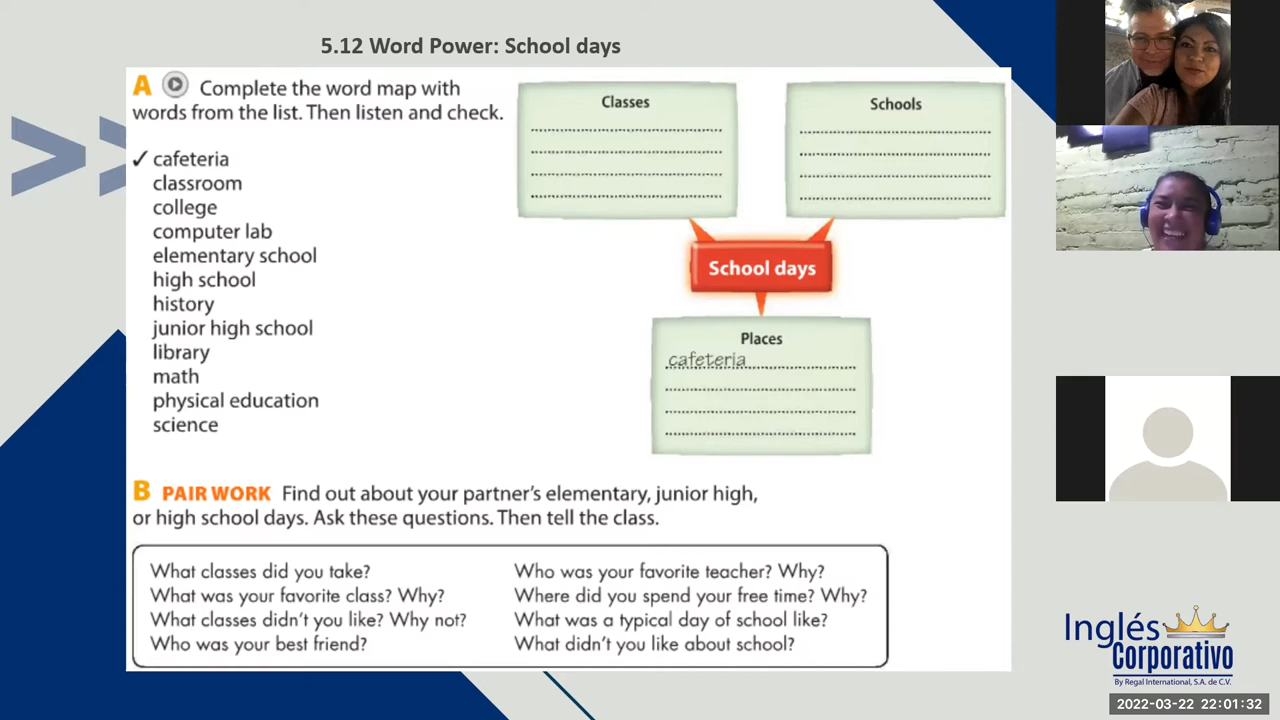 5.12 Word Power: School days
A Complete the word map with
words from the list. Then listen and check.
✓ cafeteria
classroom
college
computer lab
elementary school
high school
history
junior high school
library
math
physical education
science
Classes
Schools
School days
Places
cafeteria
B PAIR WORK Find out about your partner's elementary, junior high,
or high school days. Ask these questions. Then tell the class.
What classes did you take?
What was your favorite class? Why?
What classes didn't you like? Why not?
Who was your best friend?
Who was your favorite teacher? Why?
Where did you spend your free time? Why?
What was a typical day of school like?
What didn't you like about school?
Inglés
Corporativo
By Regal International, S.A. de C.V.
2022-03-22 22:01:32